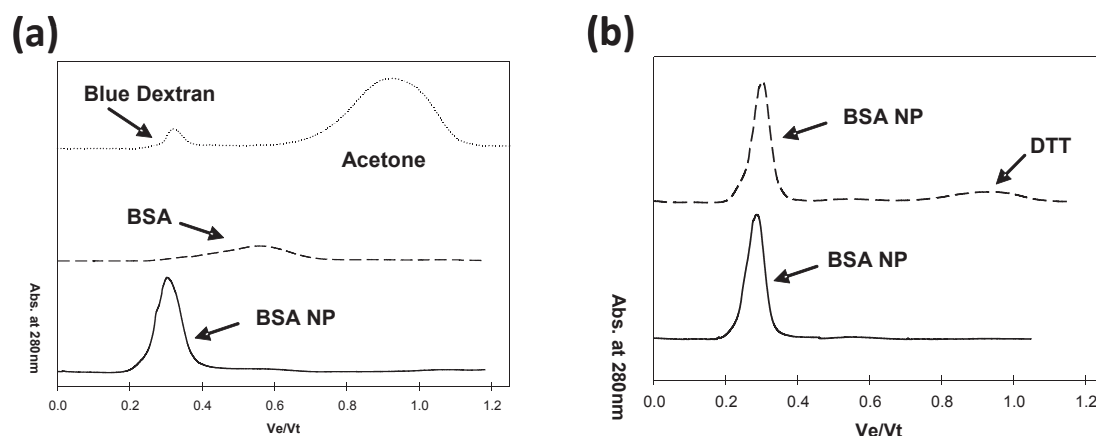 (a)
Blue Dextran
Acetone
BSA
BSA NP
Abs. at 280nm
0.0 0.2 0.4 0.6 0.8 1.0 1.2
Ve/Vt
(b)
BSA NP
DTT
BSA NP
Abs. at 280nm
0.0 0.2 0.4 0.6 0.8 1.0 1.2
Ve/Vt